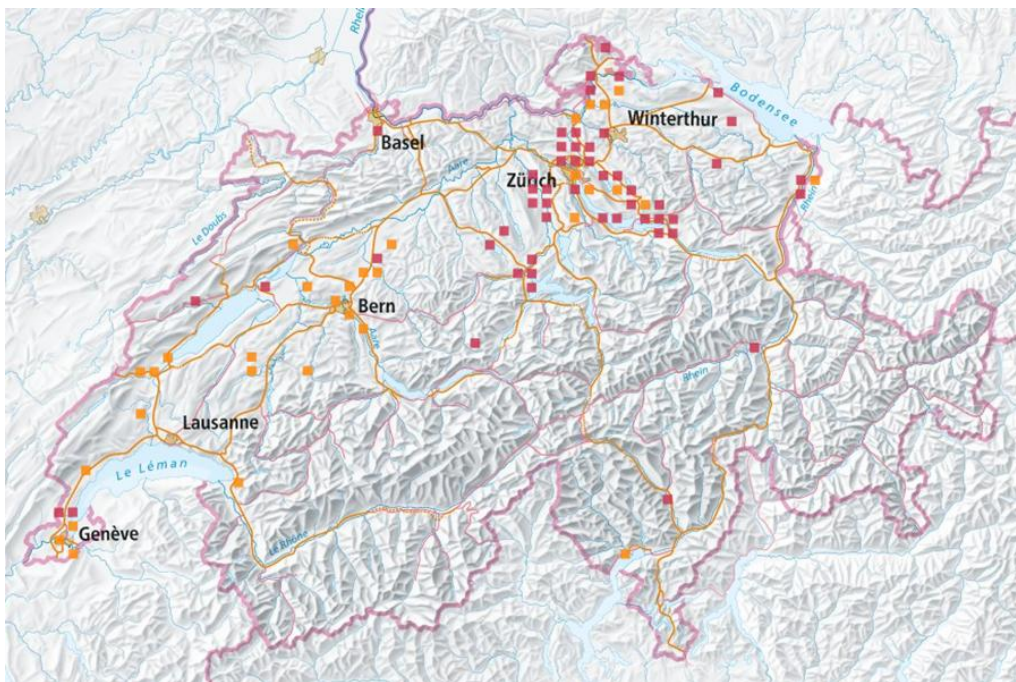 Rhein
Bodensee
Winterthur
Basel
Aare
Zürich
Rhein
Le Doubs
Bern
Aare
Rhein
Lausanne
Le Léman
Genève
Le Rhône